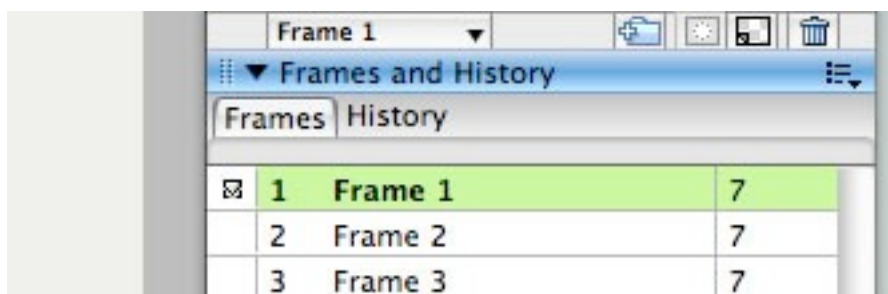 Frame 1
Frames and History
Frames History
1 Frame 1 7
2 Frame 2 7
3 Frame 3 7